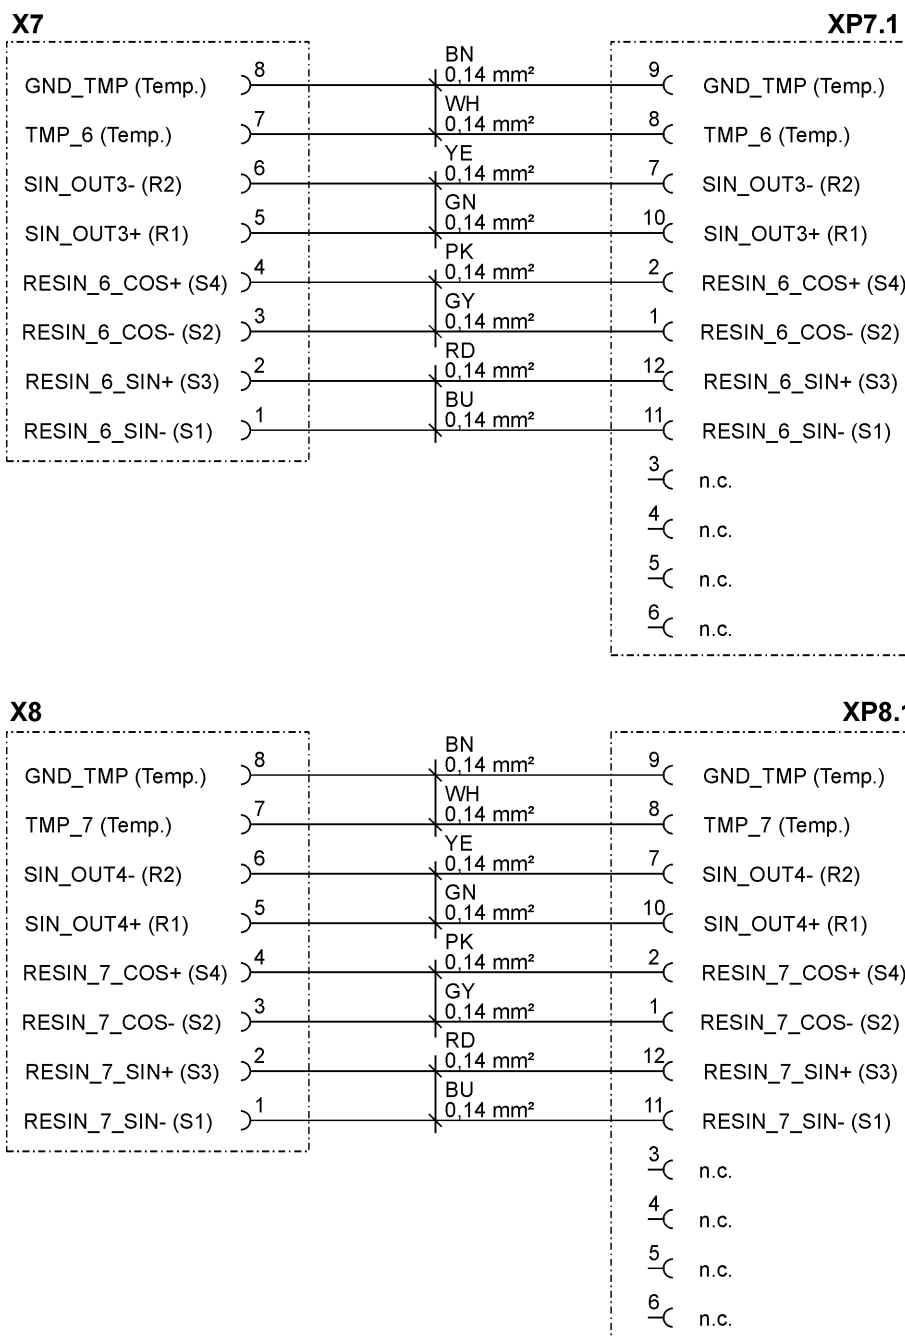 X7 XP7.1
GND_TMP (Temp.) 8 BN 0,14 mm² 9 GND_TMP (Temp.)
TMP_6 (Temp.) 7 WH 0,14 mm² 8 TMP_6 (Temp.)
SIN_OUT3- (R2) 6 YE 0,14 mm² 7 SIN_OUT3- (R2)
SIN_OUT3+ (R1) 5 GN 0,14 mm² 10 SIN_OUT3+ (R1)
RESIN_6_COS+ (S4) 4 PK 0,14 mm² 2 RESIN_6_COS+ (S4)
RESIN_6_COS- (S2) 3 GY 0,14 mm² 1 RESIN_6_COS- (S2)
RESIN_6_SIN+ (S3) 2 RD 0,14 mm² 12 RESIN_6_SIN+ (S3)
RESIN_6_SIN- (S1) 1 BU 0,14 mm² 11 RESIN_6_SIN- (S1)
3 n.c.
4 n.c.
5 n.c.
6 n.c.
X8 XP8.1
GND_TMP (Temp.) 8 BN 0,14 mm² 9 GND_TMP (Temp.)
TMP_7 (Temp.) 7 WH 0,14 mm² 8 TMP_7 (Temp.)
SIN_OUT4- (R2) 6 YE 0,14 mm² 7 SIN_OUT4- (R2)
SIN_OUT4+ (R1) 5 GN 0,14 mm² 10 SIN_OUT4+ (R1)
RESIN_7_COS+ (S4) 4 PK 0,14 mm² 2 RESIN_7_COS+ (S4)
RESIN_7_COS- (S2) 3 GY 0,14 mm² 1 RESIN_7_COS- (S2)
RESIN_7_SIN+ (S3) 2 RD 0,14 mm² 12 RESIN_7_SIN+ (S3)
RESIN_7_SIN- (S1) 1 BU 0,14 mm² 11 RESIN_7_SIN- (S1)
3 n.c.
4 n.c.
5 n.c.
6 n.c.